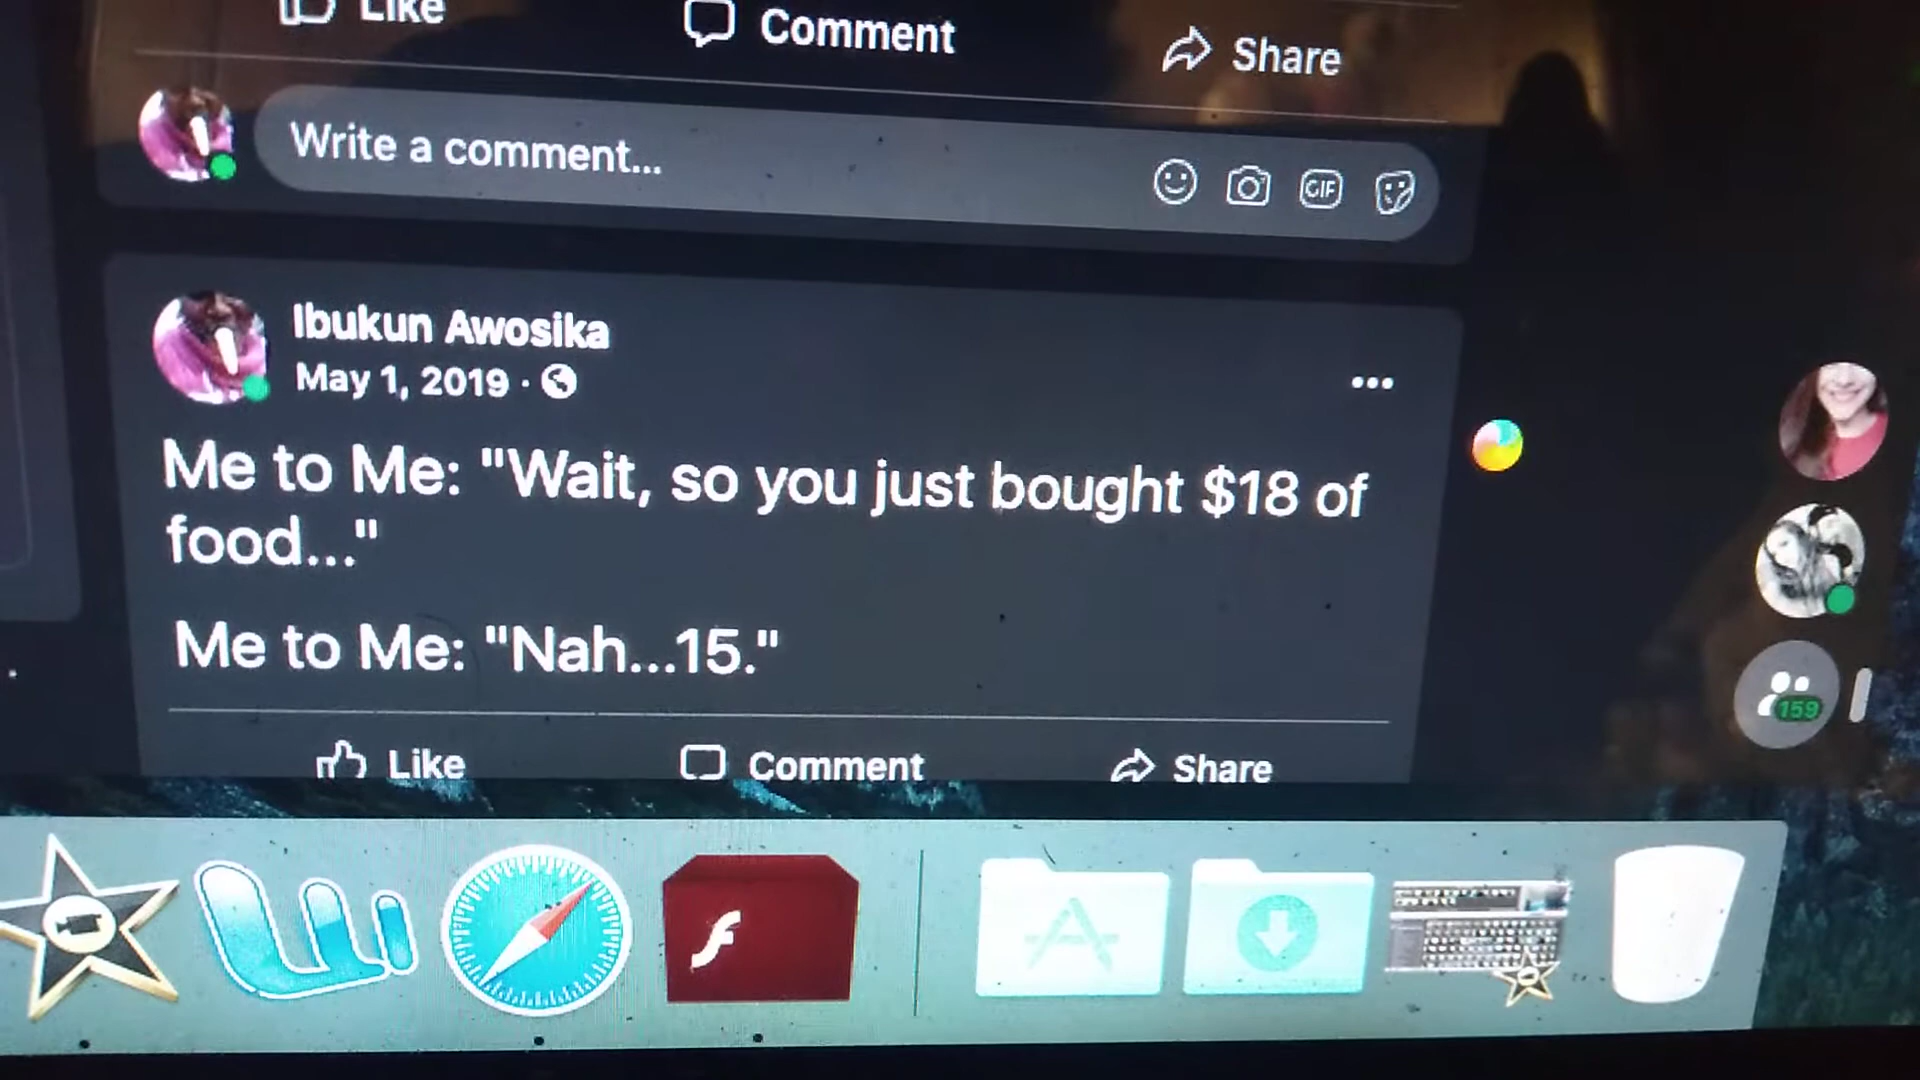 Like
Comment
Share
Write a comment...
GIF
Ibukun Awosika
May 1, 2019 ·
Me to Me: "Wait, so you just bought $18 of
food..."
Me to Me: "Nah...15."
159
Like
Comment
Share